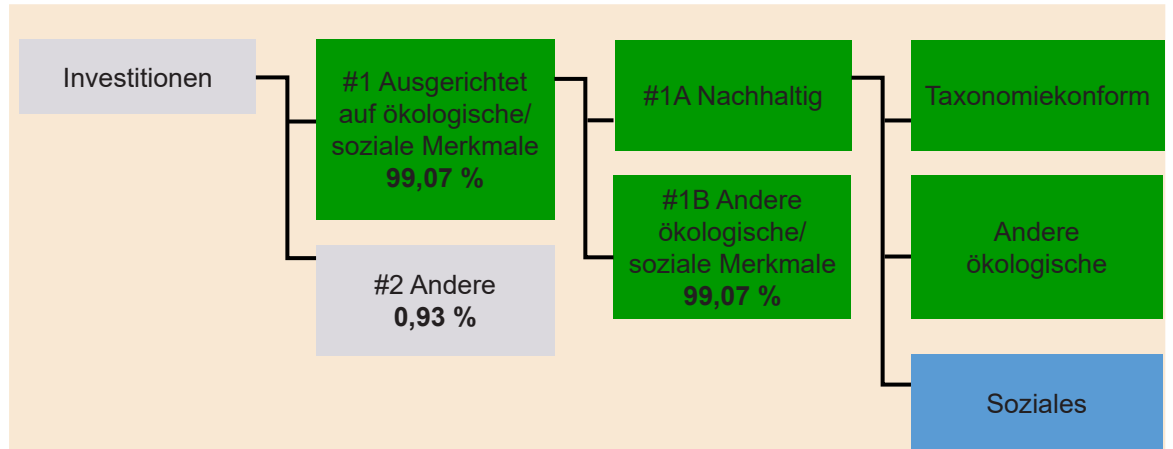 Investitionen
#1 Ausgerichtet
auf ökologische/
soziale Merkmale
99,07 %
#2 Andere
0,93 %
#1A Nachhaltig
#1B Andere
ökologische/
soziale Merkmale
99,07 %
Taxonomiekonform
Andere
ökologische
Soziales